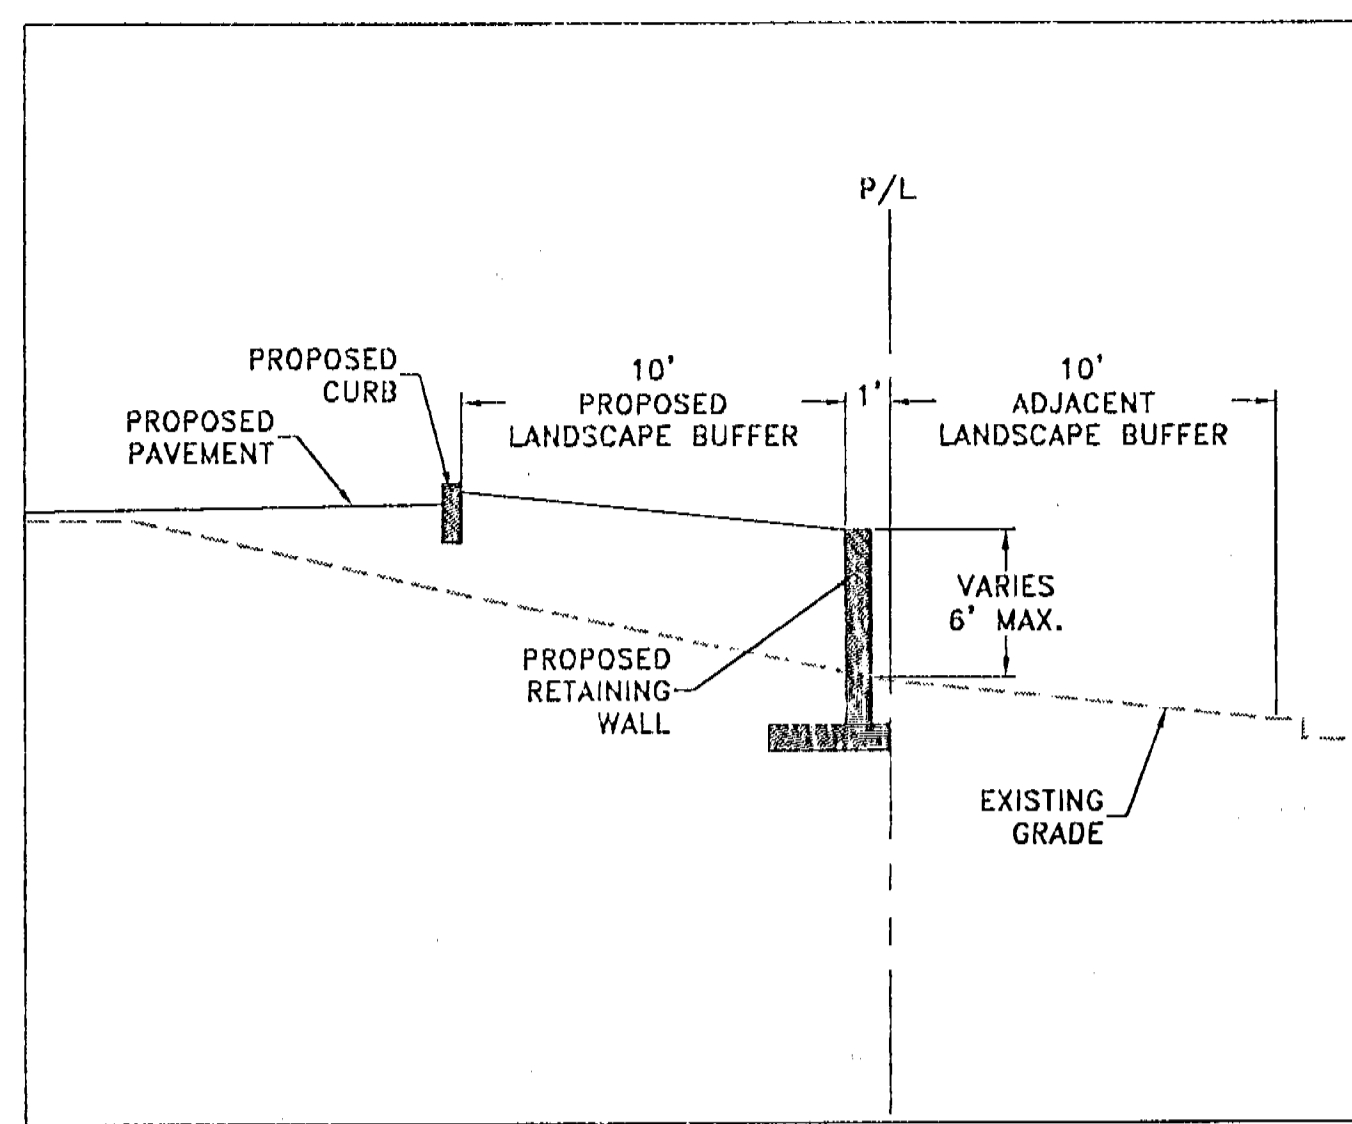 P/L
PROPOSED
CURB
PROPOSED
PAVEMENT
10'
PROPOSED
LANDSCAPE BUFFER
1'
10'
ADJACENT
LANDSCAPE BUFFER
VARIES
6' MAX.
PROPOSED
RETAINING
WALL
EXISTING
GRADE